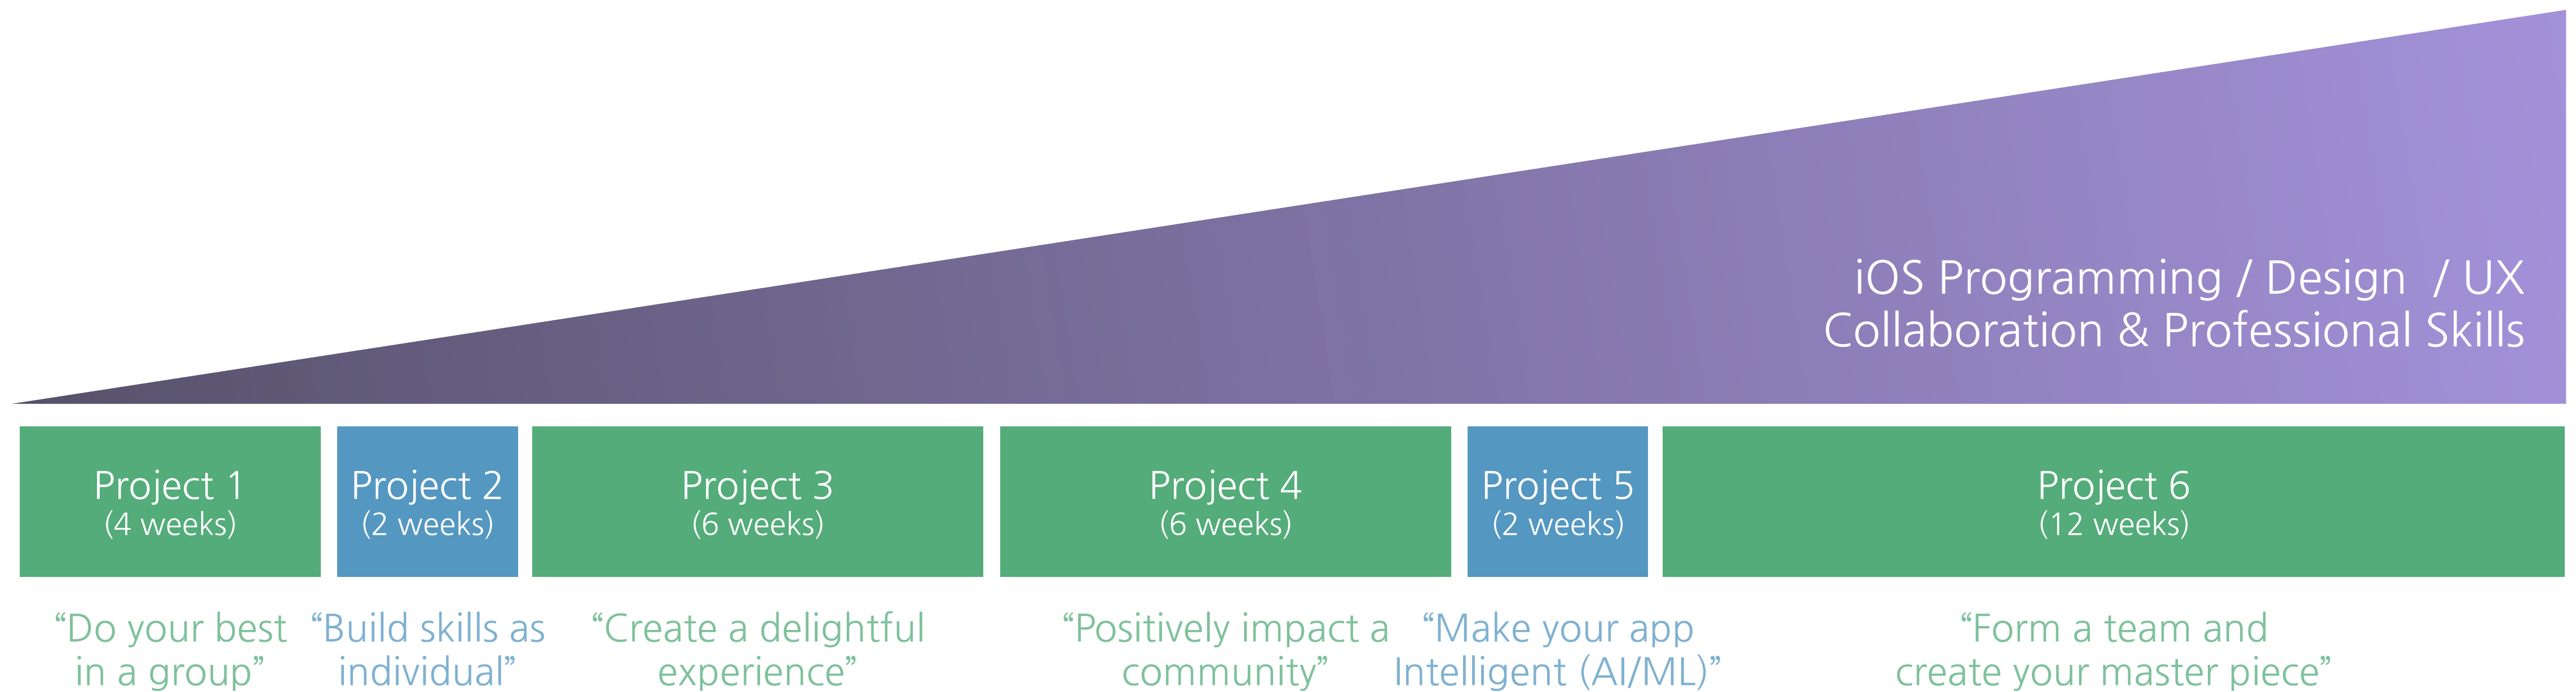 iOS Programming / Design  / UX
Collaboration & Professional Skills
Project 1
(4 weeks)
Project 2
(2 weeks)
Project 3
(6 weeks)
Project 4
(6 weeks)
Project 5
(2 weeks)
Project 6
(12 weeks)
“Do your best
in a group”
“Build skills as
individual”
“Create a delightful
experience”
“Positively impact a
community”
“Make your app
Intelligent (AI/ML)”
“Form a team and
create your master piece”